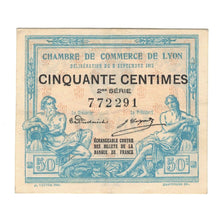 CHAMBRE DE COMMERCE DE LYON
CINQUANTE CENTIMES
2me SÉRIE
772291
ÉCHANGEABLE CONTRE
DES BILLETS DE LA
BANQUE DE FRANCE
50c 50c